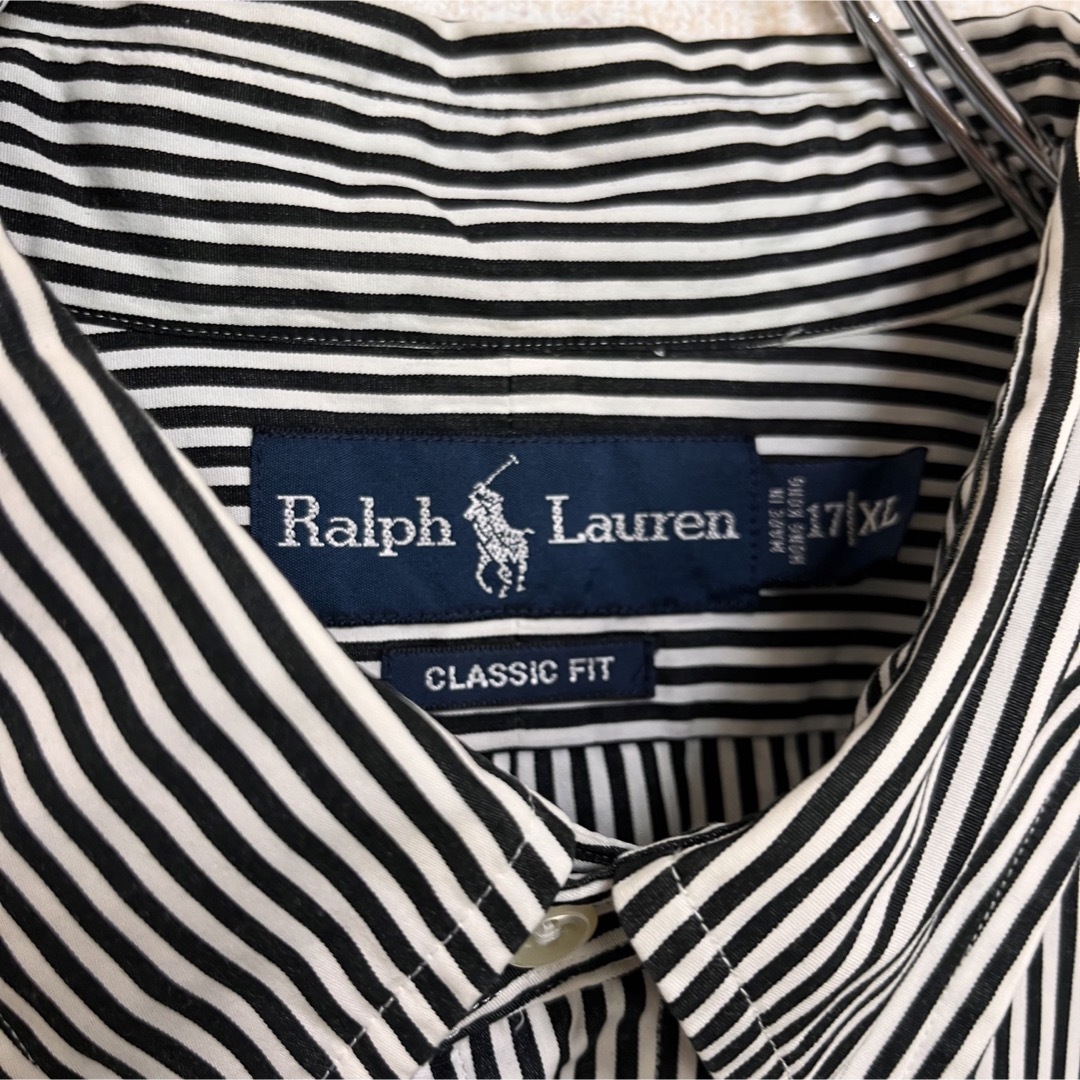 Ralph Lauren
MADE IN
HONG KONG
17|XL
CLASSIC FIT